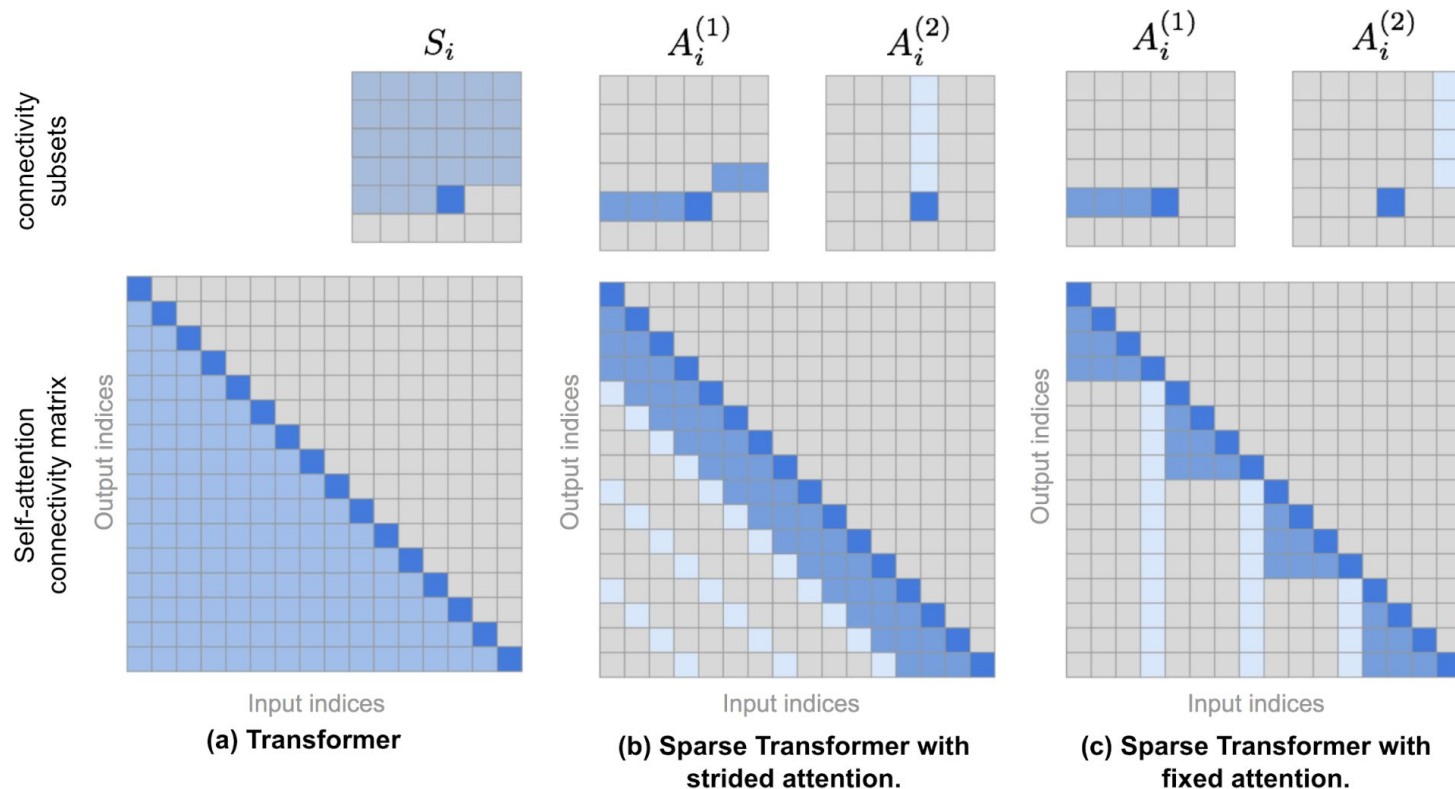 S_i
A_i^{(1)}
A_i^{(2)}
A_i^{(1)}
A_i^{(2)}
connectivity
subsets
Self-attention
connectivity matrix
Output indices
Output indices
Output indices
Input indices
Input indices
Input indices
(a) Transformer
(b) Sparse Transformer with
strided attention.
(c) Sparse Transformer with
fixed attention.